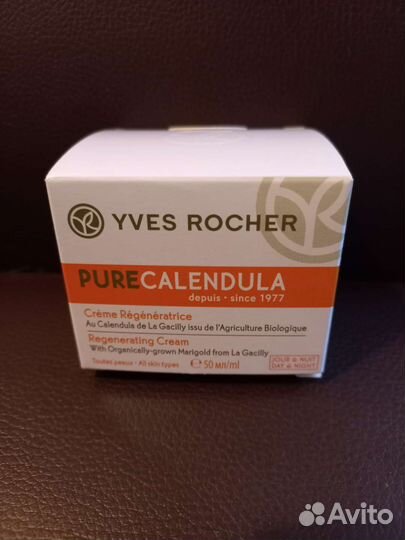 YVES ROCHER
PURECALENDULA
depuis · since 1977
Crème Régénératrice
Au Calendula de La Gacilly issu de l'Agriculture Biologique
Regenerating Cream
With Organically-grown Marigold from La Gacilly
Toutes peaux · All skin types
℮ 50 мл/ml
JOUR & NUIT
DAY & NIGHT
Avito